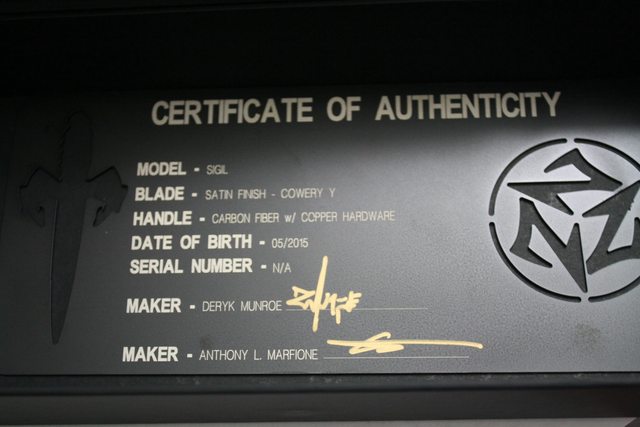 CERTIFICATE OF AUTHENTICITY
MODEL - SIGIL
BLADE - SATIN FINISH - COWERY Y
HANDLE - CARBON FIBER w/ COPPER HARDWARE
DATE OF BIRTH - 05/2015
SERIAL NUMBER - N/A
MAKER - DERYK MUNROE
MAKER - ANTHONY L. MARFIONE